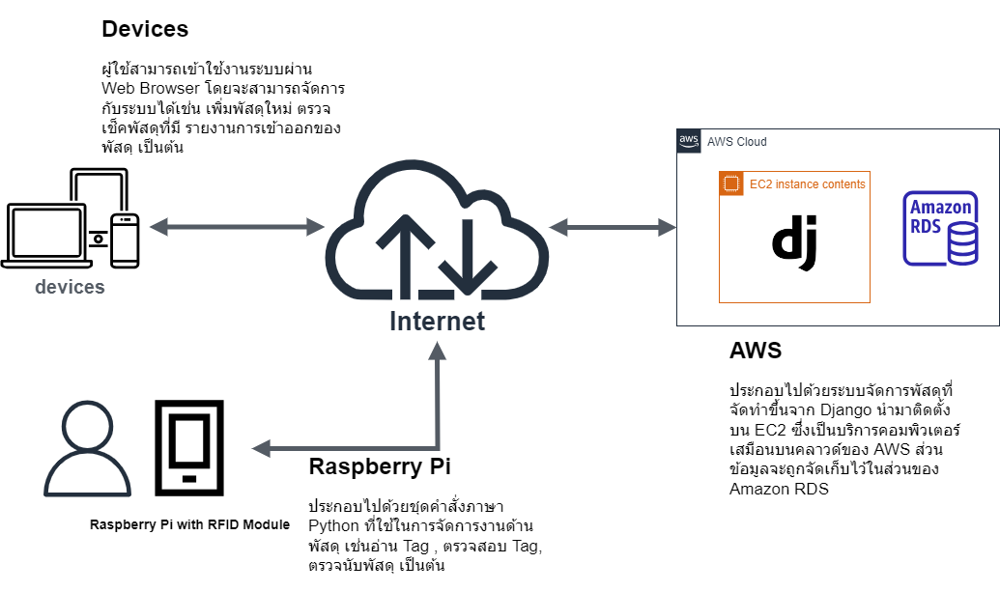 Devices
ผู้ใช้สามารถเข้าใช้งานระบบผ่าน
Web Browser โดยจะสามารถจัดการ
กับระบบได้เช่น เพิ่มพัสดุใหม่ ตรวจ
เช็คพัสดุที่มี รายงานการเข้าออกของ
พัสดุ เป็นต้น
devices
Internet
aws
AWS Cloud
EC2 instance contents
dj
Amazon
RDS
AWS
ประกอบไปด้วยระบบจัดการพัสดุที่
จัดทำขึ้นจาก Django นำมาติดตั้ง
บน EC2 ซึ่งเป็นบริการคอมพิวเตอร์
เสมือนบนคลาวด์ของ AWS ส่วน
ข้อมูลจะถูกจัดเก็บไว้ในส่วนของ
Amazon RDS
Raspberry Pi with RFID Module
Raspberry Pi
ประกอบไปด้วยชุดคำสั่งภาษา
Python ที่ใช้ในการจัดการงานด้าน
พัสดุ เช่นอ่าน Tag , ตรวจสอบ Tag,
ตรวจนับพัสดุ เป็นต้น